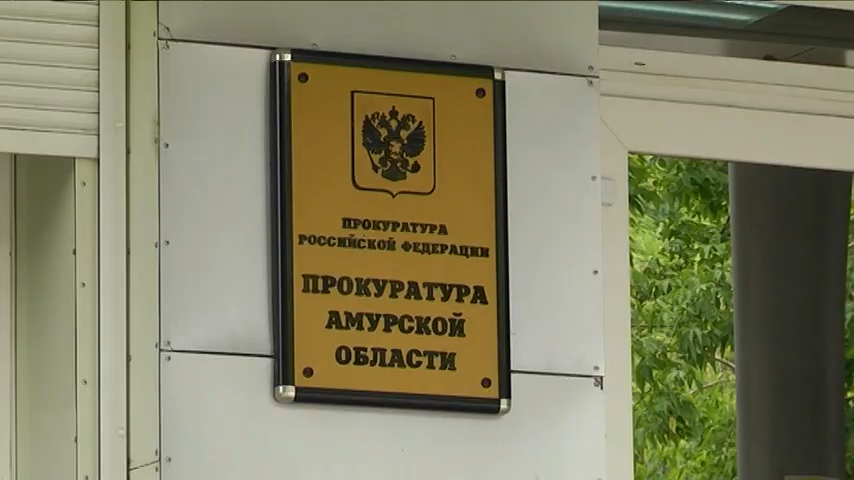 ПРОКУРАТУРА
РОССИЙСКОЙ ФЕДЕРАЦИИ
ПРОКУРАТУРА
АМУРСКОЙ
ОБЛАСТИ